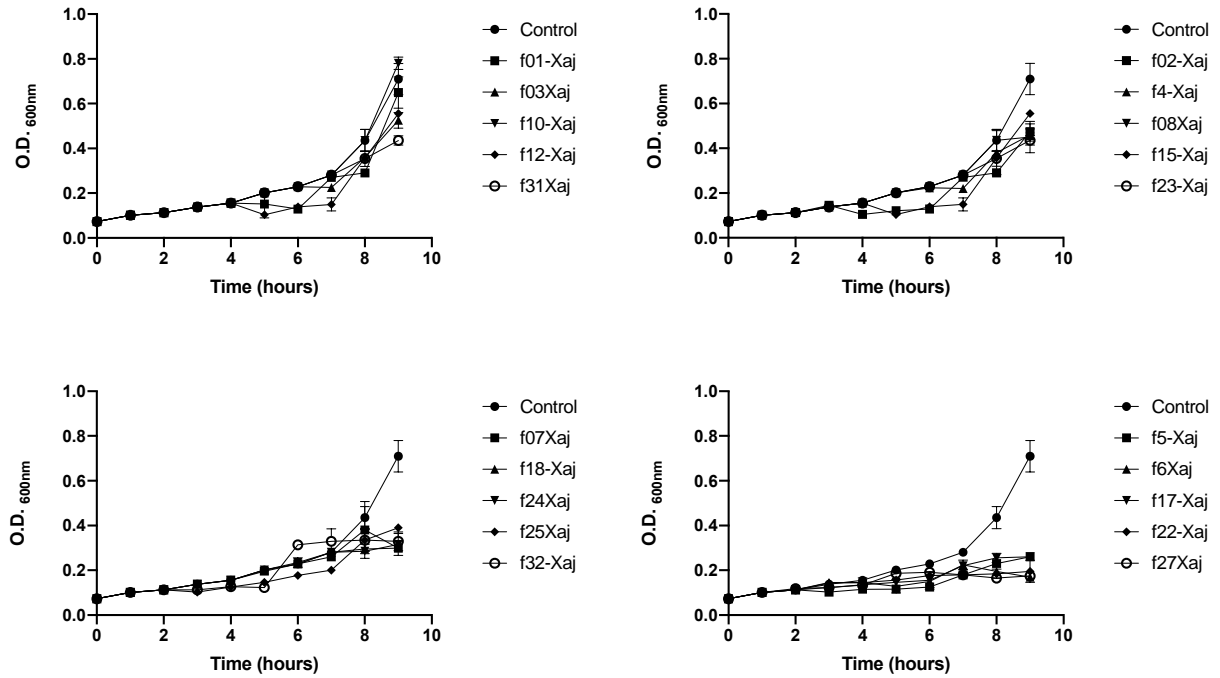 1.0
0.8
0.6
0.4
0.2
0.0
0 2 4 6 8 10
O.D. 600nm
Time (hours)
Control
f01-Xaj
f03Xaj
f10-Xaj
f12-Xaj
f31Xaj
1.0
0.8
0.6
0.4
0.2
0.0
0 2 4 6 8 10
O.D. 600nm
Time (hours)
Control
f02-Xaj
f4-Xaj
f08Xaj
f15-Xaj
f23-Xaj
1.0
0.8
0.6
0.4
0.2
0.0
0 2 4 6 8 10
O.D. 600nm
Time (hours)
Control
f07Xaj
f18-Xaj
f24Xaj
f25Xaj
f32-Xaj
1.0
0.8
0.6
0.4
0.2
0.0
0 2 4 6 8 10
O.D. 600nm
Time (hours)
Control
f5-Xaj
f6Xaj
f17-Xaj
f22-Xaj
f27Xaj